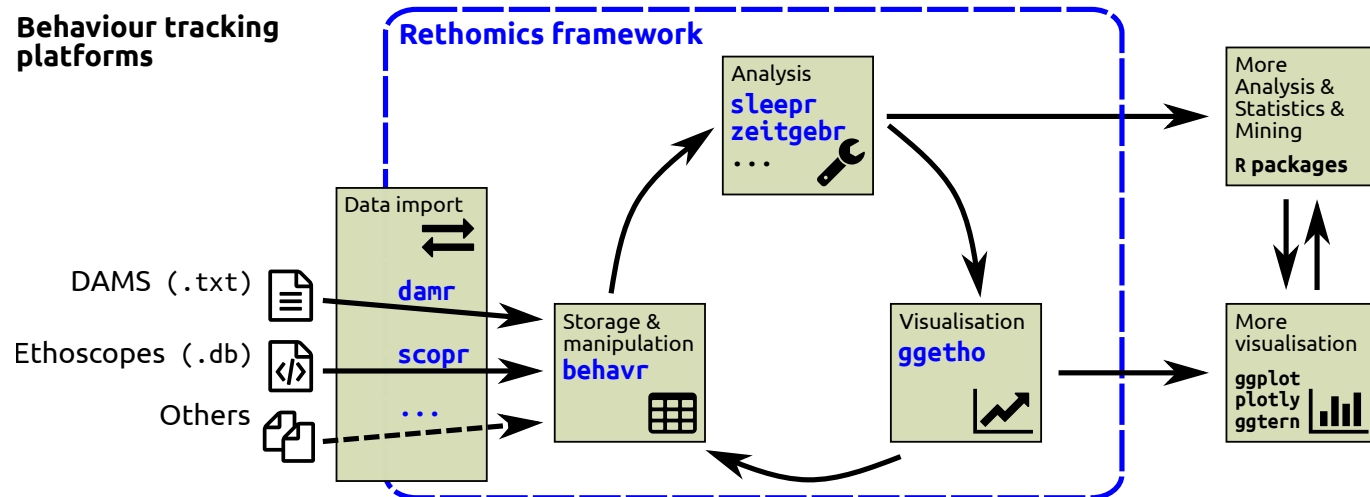 Behaviour tracking
platforms
Rethomics framework
DAMS (.txt)
Ethoscopes (.db)
Others
Data import
damr
scopr
...
Storage &
manipulation
behavr
Analysis
sleepr
zeitgebr
...
Visualisation
ggetho
More
Analysis &
Statistics &
Mining
R packages
More
visualisation
ggplot
plotly
ggtern